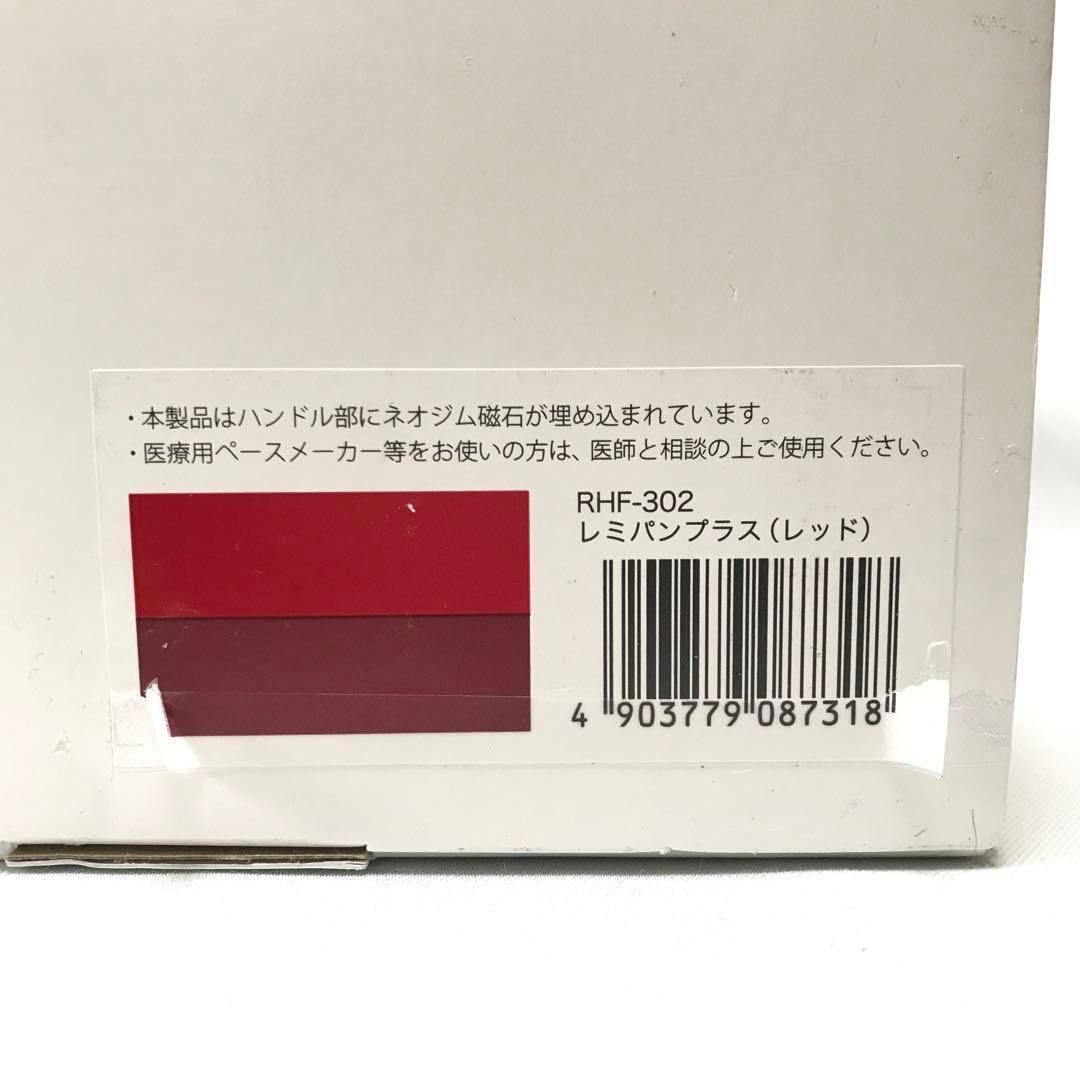 ・本製品はハンドル部にネオジム磁石が埋め込まれています。
・医療用ペースメーカー等をお使いの方は、医師と相談の上ご使用ください。
RHF-302
レミパンプラス（レッド）
4 903779 087318